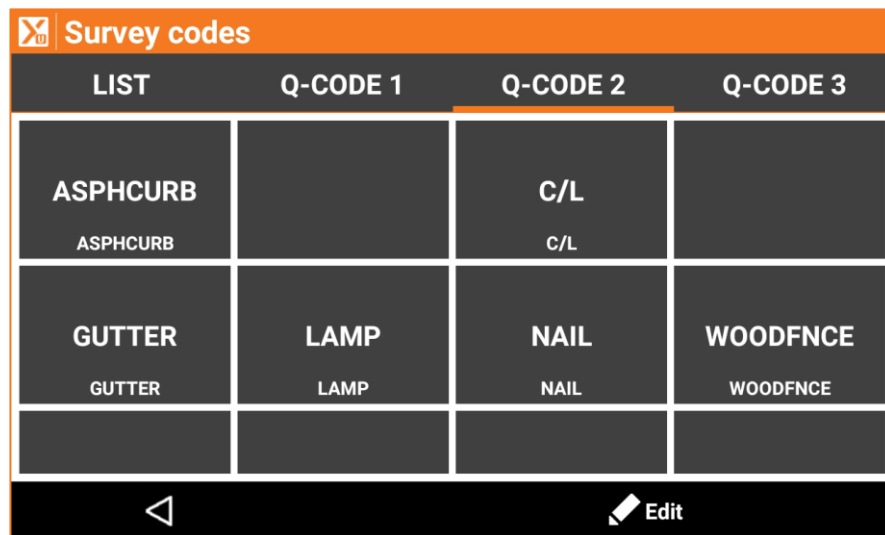 Survey codes
LIST Q-CODE 1 Q-CODE 2 Q-CODE 3
ASPHCURB C/L
ASPHCURB C/L
GUTTER LAMP NAIL WOODFNCE
GUTTER LAMP NAIL WOODFNCE
Edit